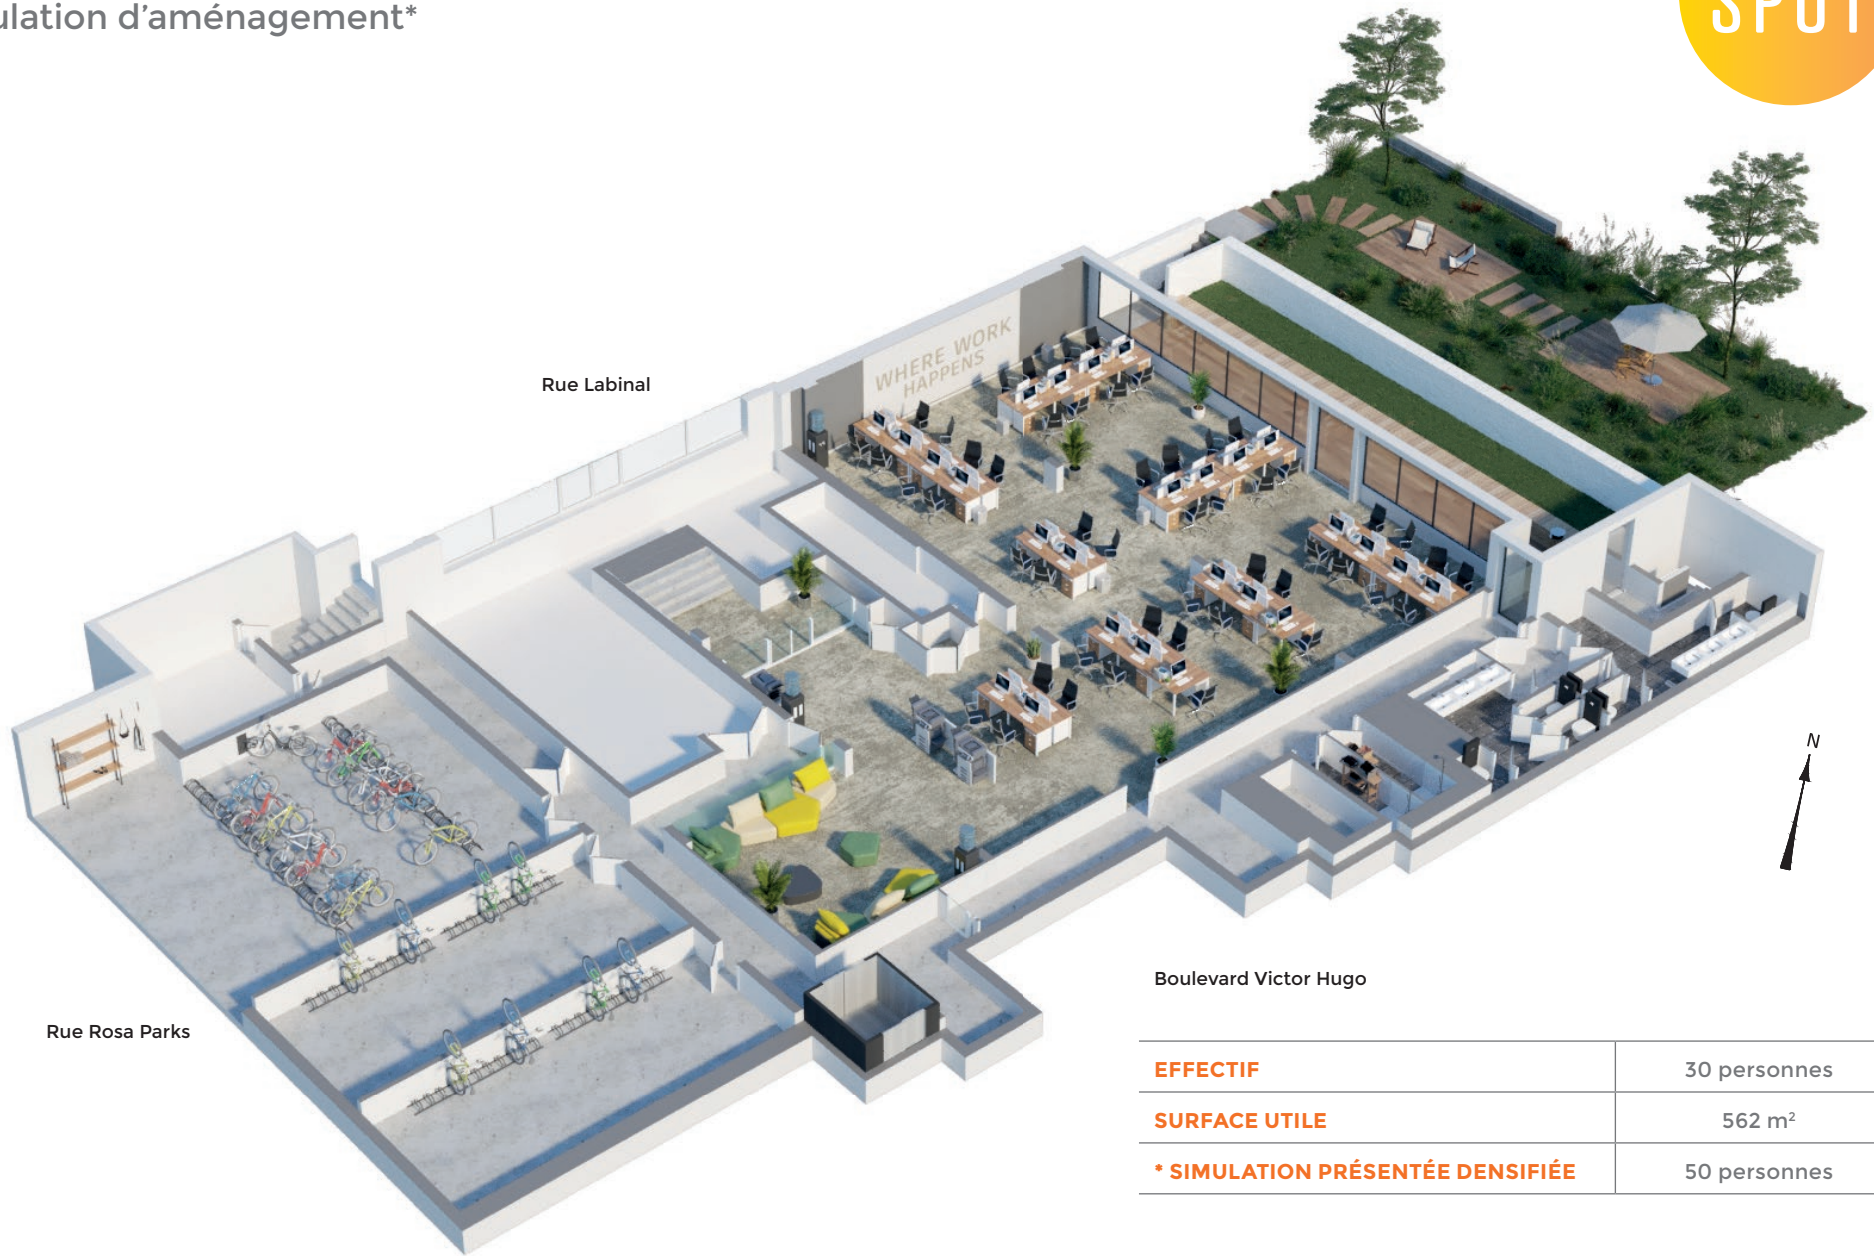 ulation d'aménagement*
SPOT
WHERE WORK
HAPPENS
Rue Labinal
N
Boulevard Victor Hugo
Rue Rosa Parks
EFFECTIF 30 personnes
SURFACE UTILE 562 m²
* SIMULATION PRÉSENTÉE DENSIFIÉE 50 personnes